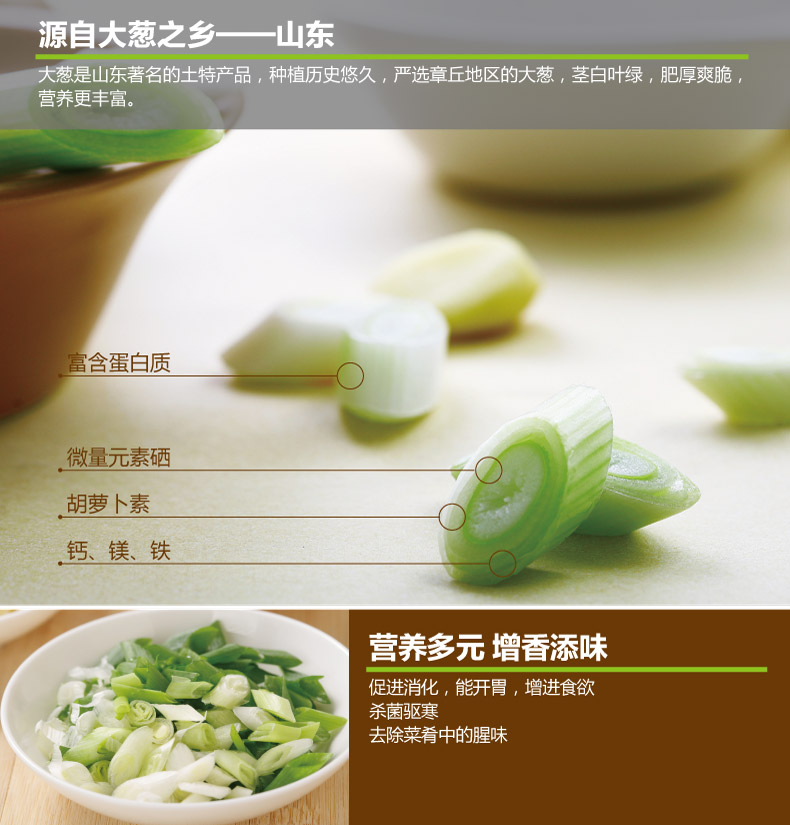 源自大葱之乡——山东
大葱是山东著名的土特产品，种植历史悠久，严选章丘地区的大葱，茎白叶绿，肥厚爽脆，
营养更丰富。
富含蛋白质
微量元素硒
胡萝卜素
钙、镁、铁
营养多元 增香添味
促进消化，能开胃，增进食欲
杀菌驱寒
去除菜肴中的腥味